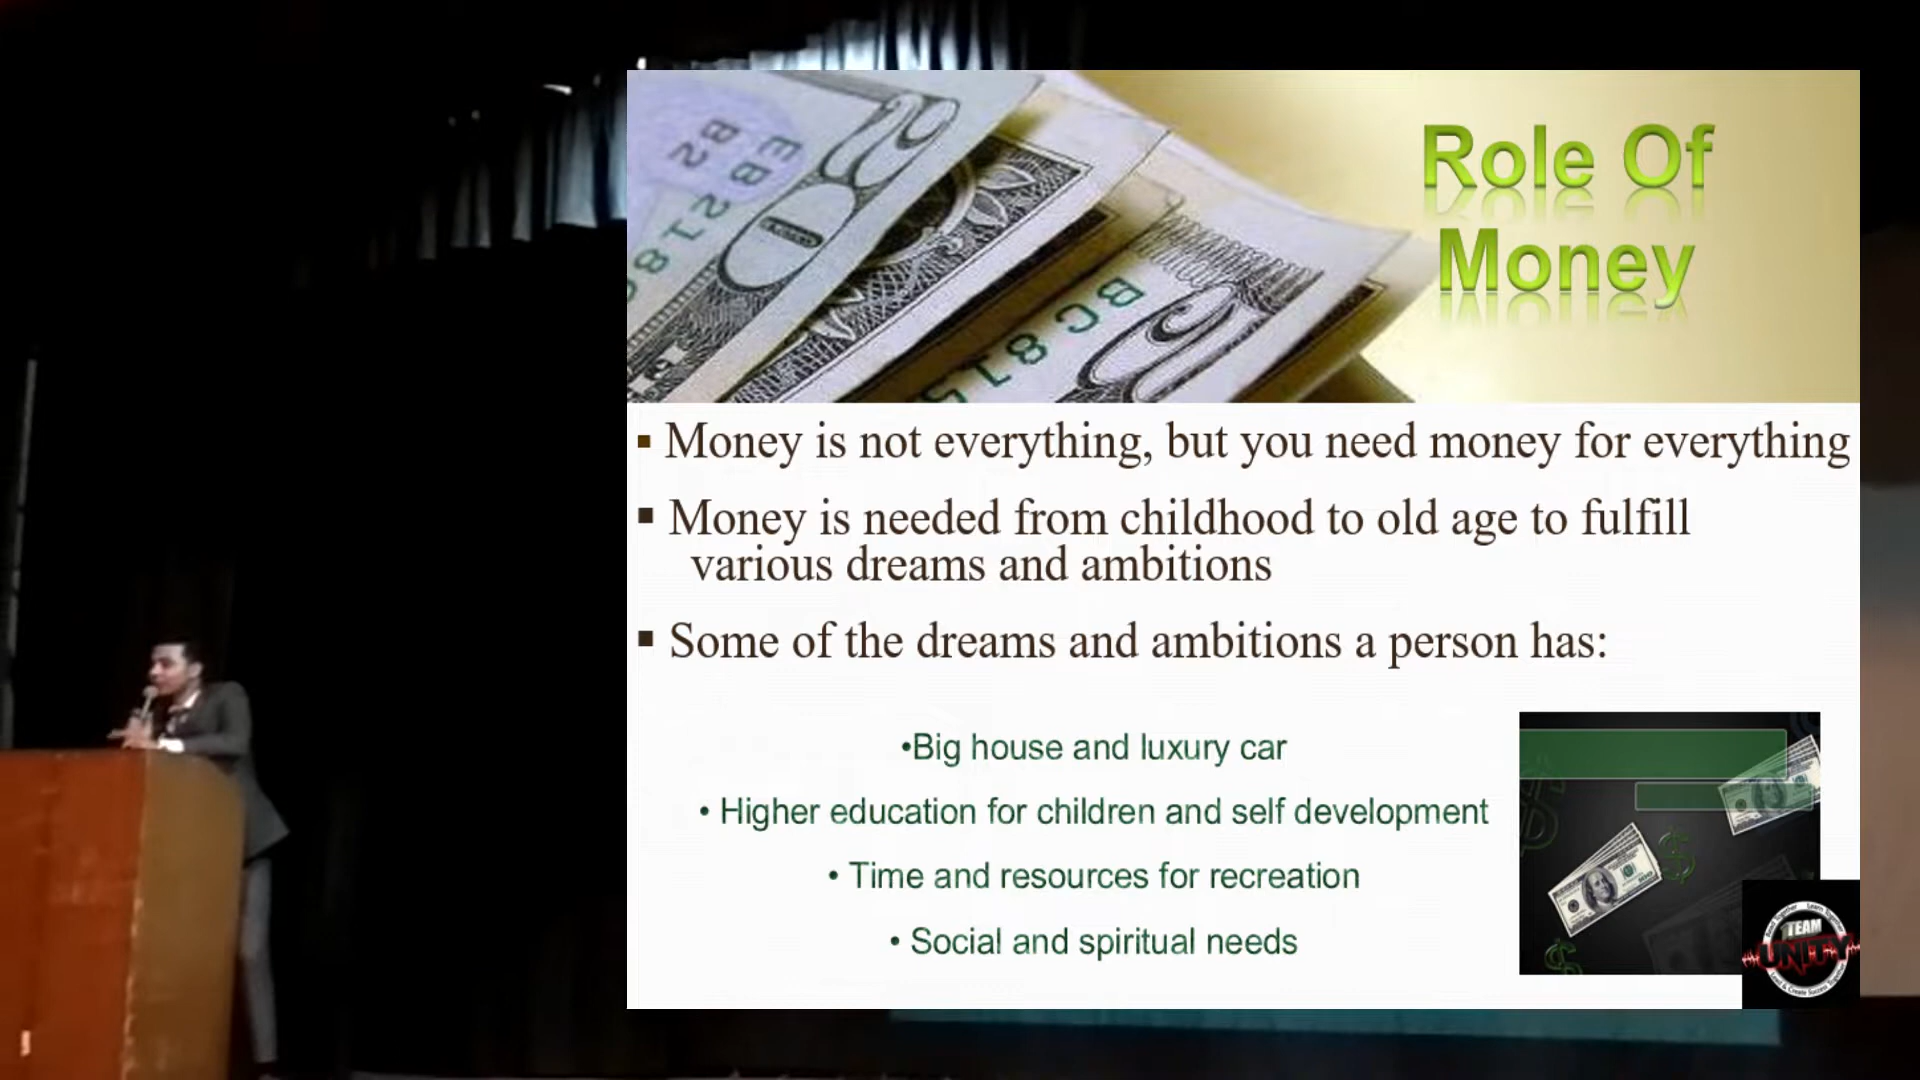 Role Of
Money
▪ Money is not everything, but you need money for everything
▪ Money is needed from childhood to old age to fulfill
various dreams and ambitions
▪ Some of the dreams and ambitions a person has:
•Big house and luxury car
• Higher education for children and self development
• Time and resources for recreation
• Social and spiritual needs
TEAM
UNITY